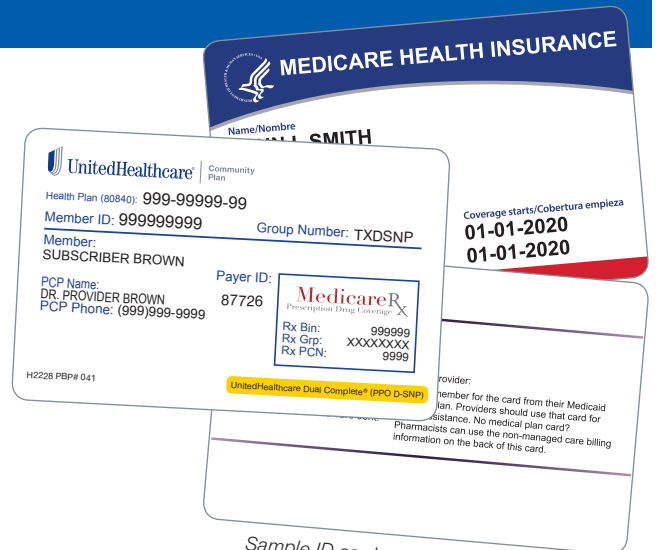 MEDICARE HEALTH INSURANCE
Name/Nombre
L SMITH
Coverage starts/Cobertura empieza
01-01-2020
01-01-2020
UnitedHealthcare® Community
Plan
Health Plan (80840): 999-99999-99
Member ID: 999999999 Group Number: TXDSNP
Member:
SUBSCRIBER BROWN
PCP Name:
DR. PROVIDER BROWN
PCP Phone: (999)999-9999
Payer ID:
87726
MedicareRx
Prescription Drug Coverage
Rx Bin: 999999
Rx Grp: XXXXXXXX
Rx PCN: 9999
H2228 PBP# 041
UnitedHealthcare Dual Complete® (PPO D-SNP)
rovider:
member for the card from their Medicaid
lan. Providers should use that card for
sistance. No medical plan card?
Pharmacists can use the non-managed care billing
information on the back of this card.
Sample ID card